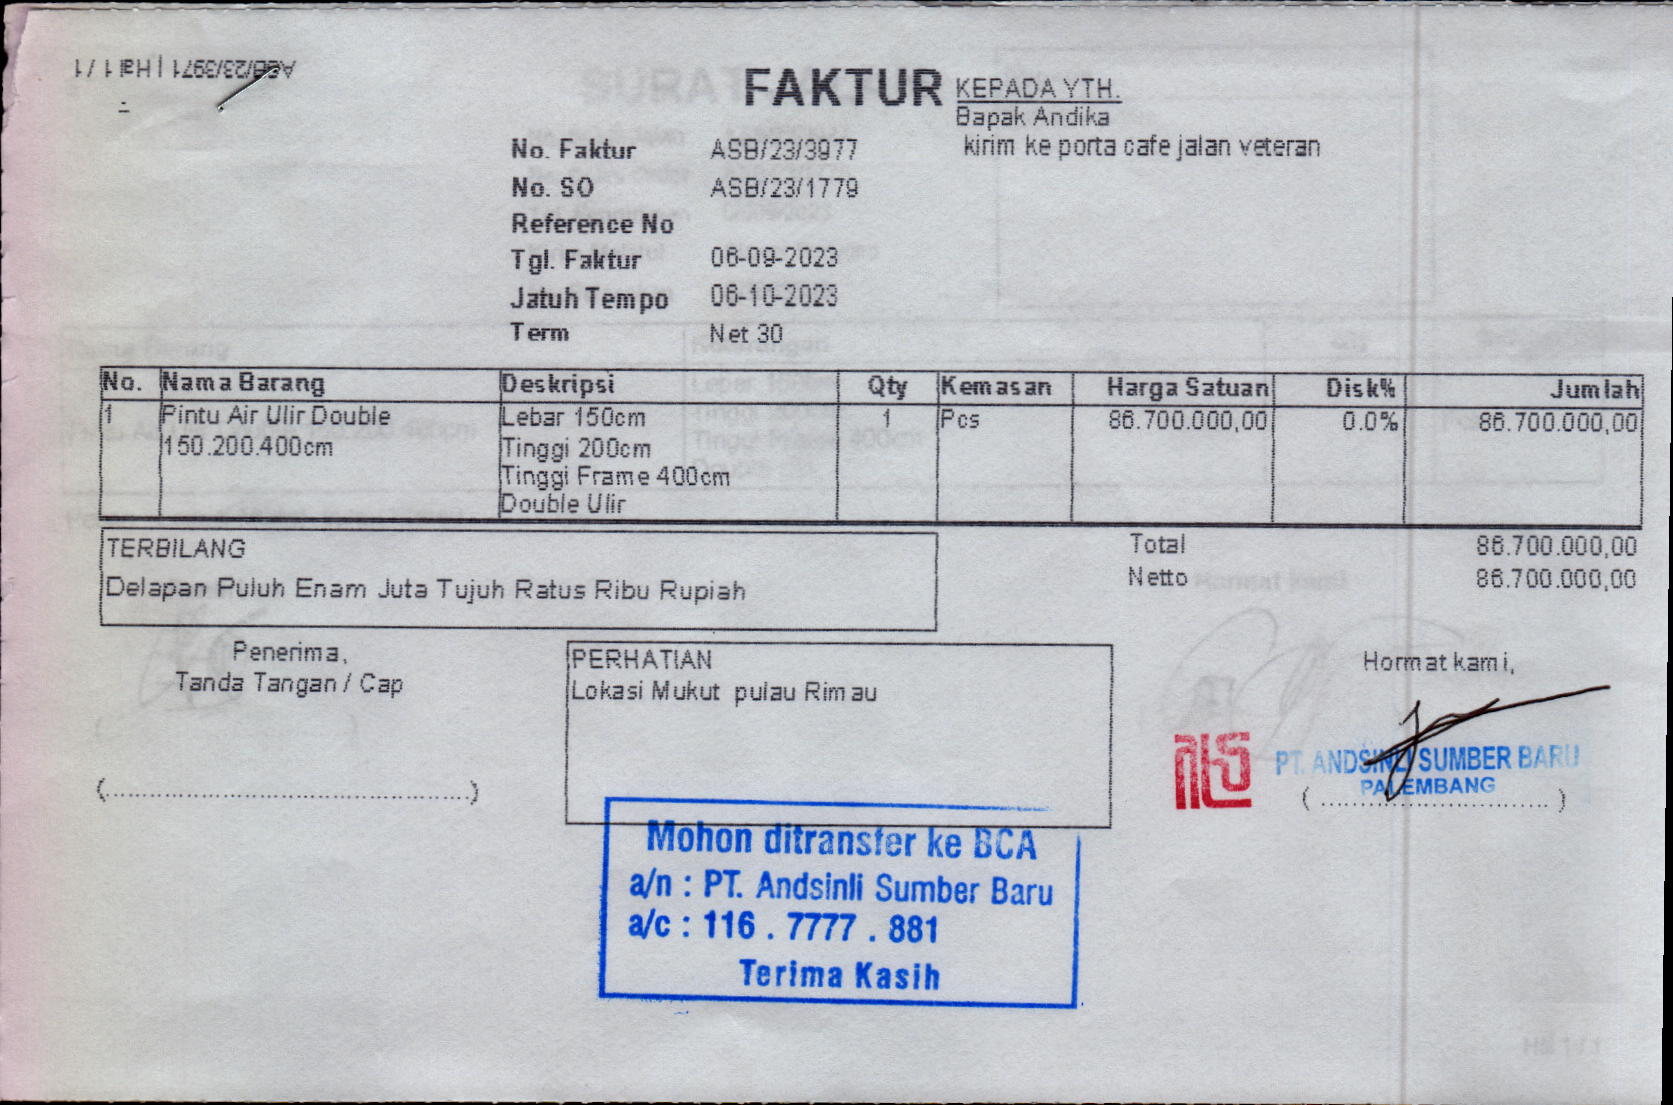 ASB/23/3971 | Hal 1 / 1
FAKTUR
KEPADA YTH.
Bapak Andika
kirim ke porta cafe jalan veteran
No. Faktur ASB/23/3977
No. SO ASB/23/1779
Reference No
Tgl. Faktur 06-09-2023
Jatuh Tempo 06-10-2023
Term Net 30
No. Nama Barang Deskripsi Qty Kemasan Harga Satuan Disk% Jumlah
1 Pintu Air Ulir Double Lebar 150cm 1 Pcs 86.700.000,00 0.0% 86.700.000,00
150.200.400cm Tinggi 200cm
Tinggi Frame 400cm
Double Ulir
TERBILANG
Delapan Puluh Enam Juta Tujuh Ratus Ribu Rupiah
Total 86.700.000,00
Netto 86.700.000,00
Penerima,
Tanda Tangan / Cap
(........................................)
PERHATIAN
Lokasi Mukut pulau Rimau
Hormat kami,
PT. ANDSINLI SUMBER BARU
PALEMBANG
(.........................)
Mohon ditransfer ke BCA
a/n : PT. Andsinli Sumber Baru
a/c : 116 . 7777 . 881
Terima Kasih